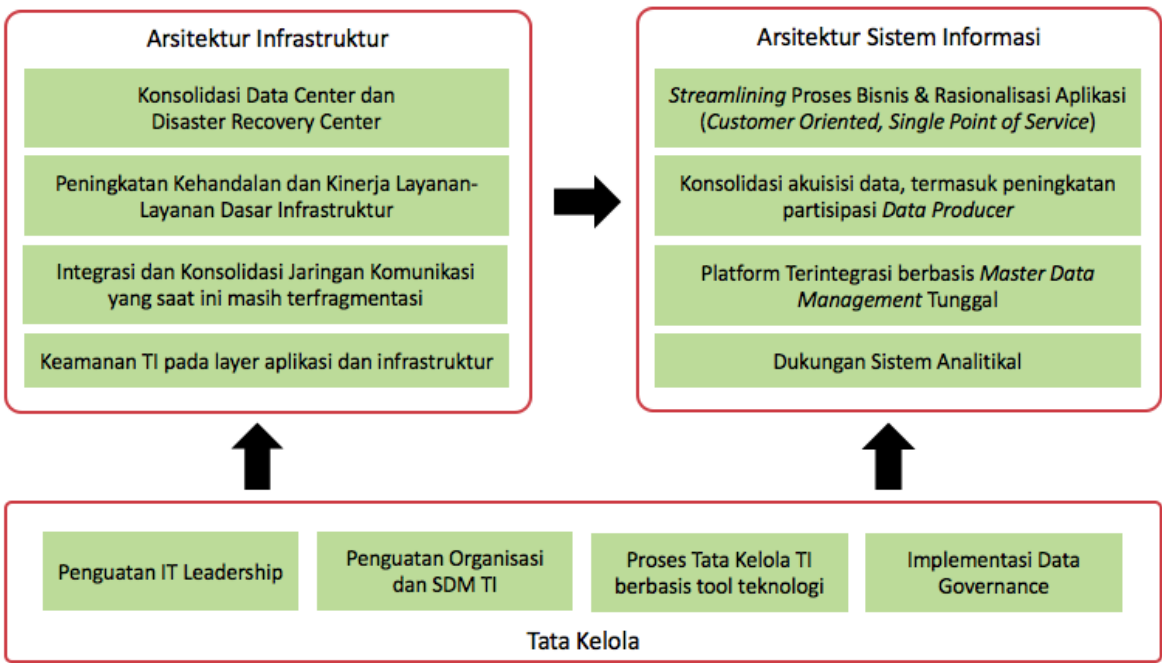 Arsitektur Infrastruktur
Konsolidasi Data Center dan
Disaster Recovery Center
Peningkatan Kehandalan dan Kinerja Layanan-
Layanan Dasar Infrastruktur
Integrasi dan Konsolidasi Jaringan Komunikasi
yang saat ini masih terfragmentasi
Keamanan TI pada layer aplikasi dan infrastruktur
Arsitektur Sistem Informasi
Streamlining Proses Bisnis & Rasionalisasi Aplikasi
(Customer Oriented, Single Point of Service)
Konsolidasi akuisisi data, termasuk peningkatan
partisipasi Data Producer
Platform Terintegrasi berbasis Master Data
Management Tunggal
Dukungan Sistem Analitikal
Penguatan IT Leadership
Penguatan Organisasi
dan SDM TI
Proses Tata Kelola TI
berbasis tool teknologi
Implementasi Data
Governance
Tata Kelola